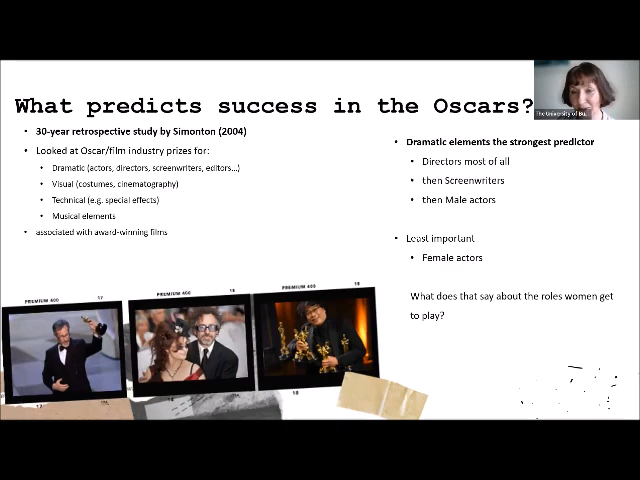 What predicts success in the Oscars?
• 30-year retrospective study by Simonton (2004)
• Looked at Oscar/film industry prizes for:
• Dramatic (actors, directors, screenwriters, editors...)
• Visual (costumes, cinematography)
• Technical (e.g. special effects)
• Musical elements
• associated with award-winning films
• Dramatic elements the strongest predictor
• Directors most of all
• then Screenwriters
• then Male actors
• Least important
• Female actors
What does that say about the roles women get
to play?
The University of Bu...
PREMIUM 400 17
PREMIUM 400 15
PREMIUM 400 18
17
18